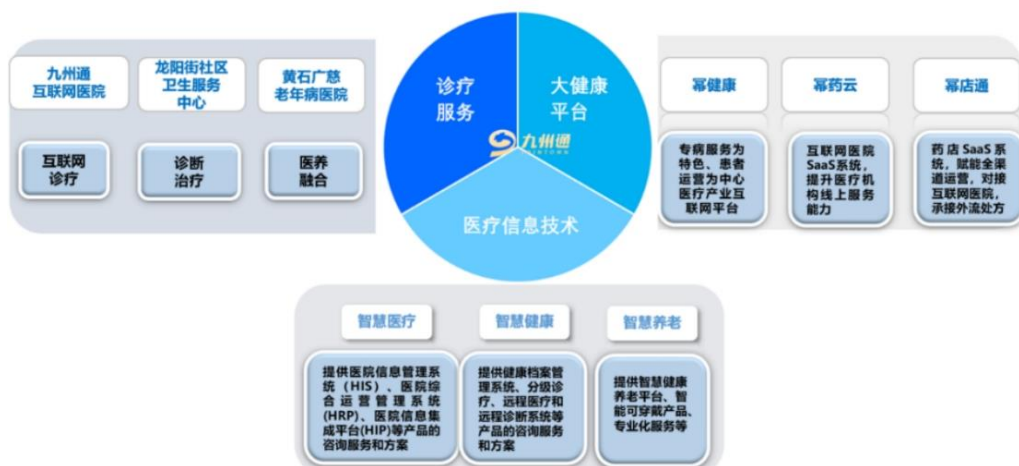 九州通
互联网医院
龙阳街社区
卫生服务
中心
黄石广慈
老年病医院
互联网
诊疗
诊断
治疗
医养
融合
诊疗
服务
大健康
平台
九州通
医疗信息技术
幂健康
幂药云
幂店通
专病服务为
特色、患者
运营为中心
医疗产业互
联网平台
互联网医院
SaaS系统,
提升医疗机
构线上服务
能力
药店SaaS系
统，赋能全渠
道运营，对接
互联网医院，
承接外流处方
智慧医疗
智慧健康
智慧养老
提供医院信息管理系
统（HIS）、医院综
合运营管理系统
(HRP)、医院信息集
成平台(HIP)等产品的
咨询服务和方案
提供健康档案
管理系统、分级诊
疗、远程医疗和
远程诊断系统等
产品的咨询服务
和方案
提供智慧健康
养老平台、智
能可穿戴产品、
专业化服务等